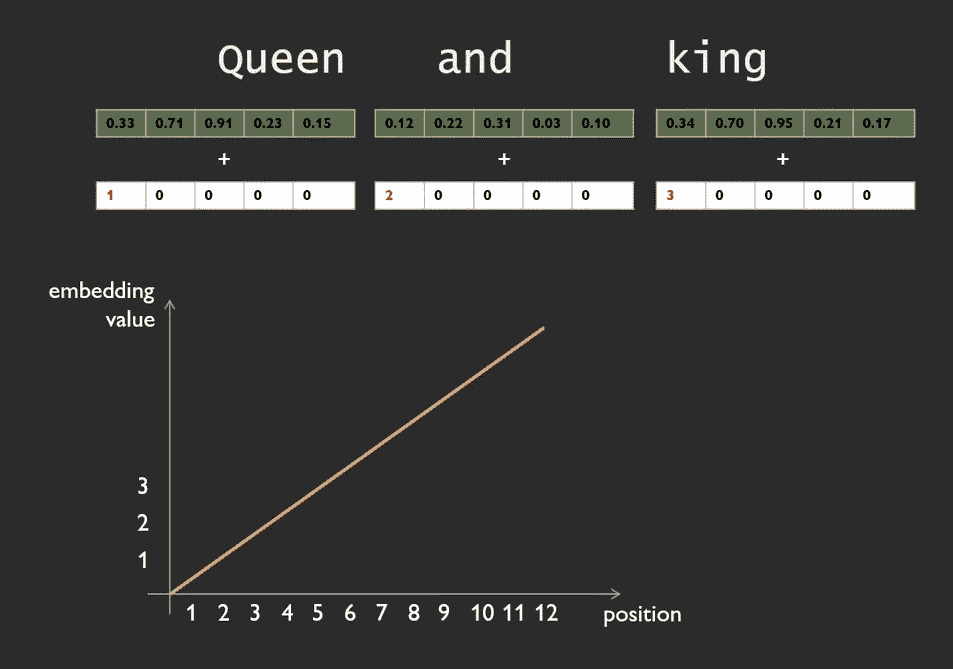 Queen and king
0.33 0.71 0.91 0.23 0.15 0.12 0.22 0.31 0.03 0.10 0.34 0.70 0.95 0.21 0.17
+ + +
1 0 0 0 0 2 0 0 0 0 3 0 0 0 0
embedding
value
3
2
1
1 2 3 4 5 6 7 8 9 10 11 12 position